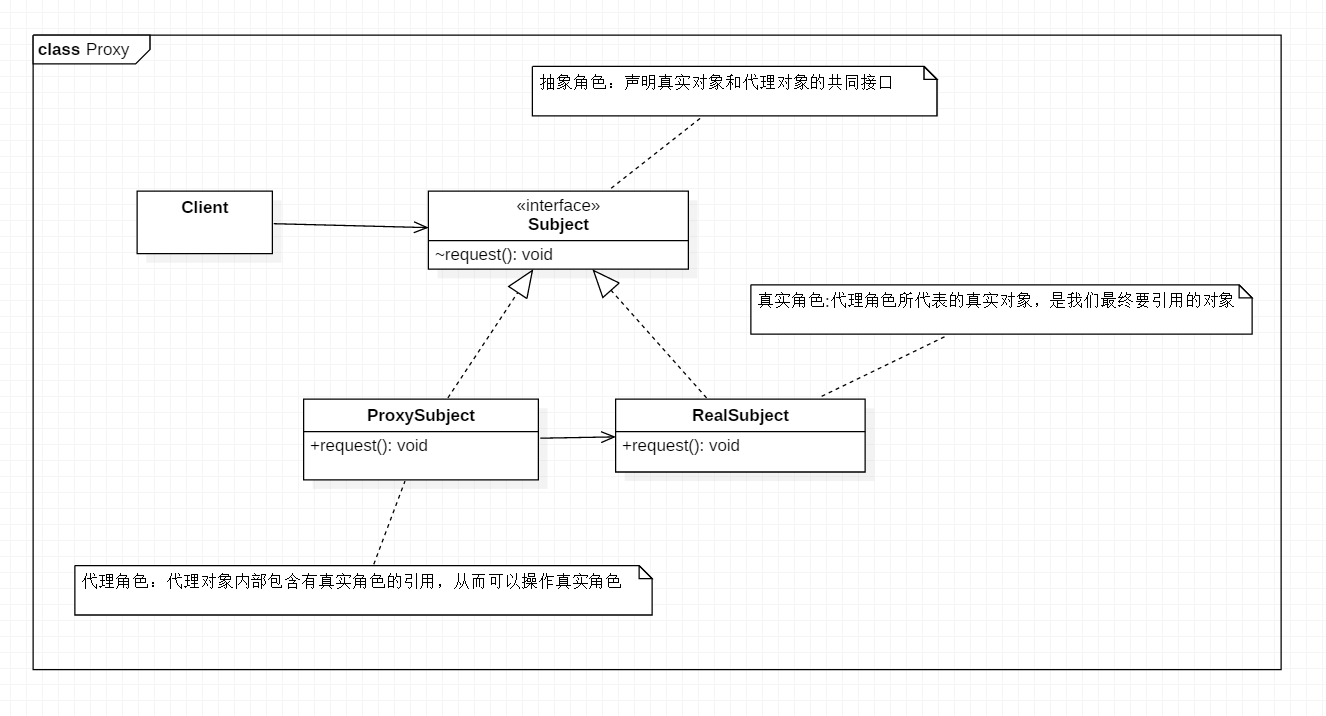 class Proxy
抽象角色：声明真实对象和代理对象的共同接口
Client
«interface»
Subject
~request(): void
真实角色:代理角色所代表的真实对象，是我们最终要引用的对象
ProxySubject
+request(): void
RealSubject
+request(): void
代理角色：代理对象内部包含有真实角色的引用，从而可以操作真实角色